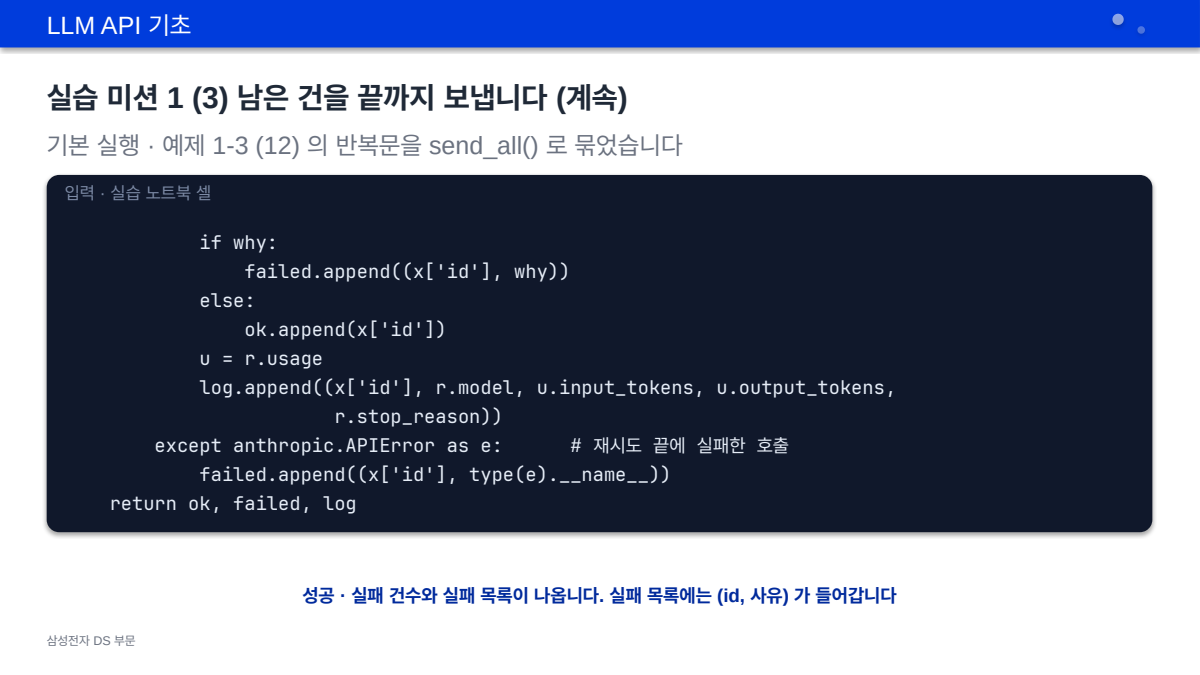 LLM API 기초
실습 미션 1 (3) 남은 건을 끝까지 보냅니다 (계속)
기본 실행 · 예제 1-3 (12) 의 반복문을 send_all() 로 묶었습니다
입력 · 실습 노트북 셀
if why:
failed.append((x['id'], why))
else:
ok.append(x['id'])
u = r.usage
log.append((x['id'], r.model, u.input_tokens, u.output_tokens,
r.stop_reason))
except anthropic.APIError as e:      # 재시도 끝에 실패한 호출
failed.append((x['id'], type(e).__name__))
return ok, failed, log
성공 · 실패 건수와 실패 목록이 나옵니다. 실패 목록에는 (id, 사유) 가 들어갑니다
삼성전자 DS 부문